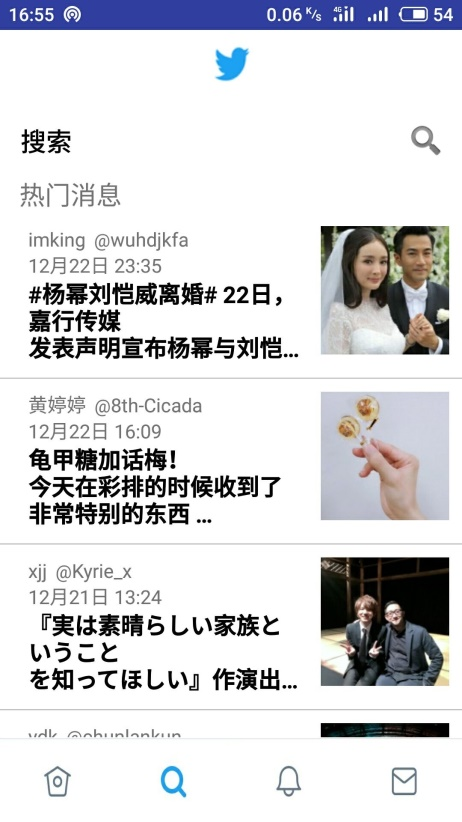 16:55 0.06 K/s 4G 54
搜索
热门消息
imking @wuhdjkfa
12月22日 23:35
#杨幂刘恺威离婚# 22日，
嘉行传媒
发表声明宣布杨幂与刘恺...
黄婷婷 @8th-Cicada
12月22日 16:09
龟甲糖加话梅！
今天在彩排的时候收到了
非常特别的东西 ...
xjj @Kyrie_x
12月21日 13:24
『実は素晴らしい家族と
いうこと
を知ってほしい』作演出...
ydk @chunlankun